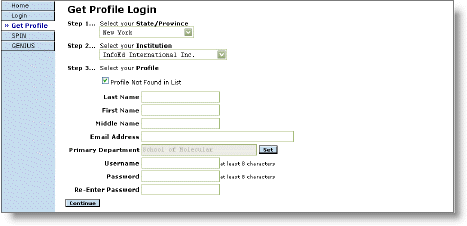 Home
Login
» Get Profile
SPIN
GENIUS
Get Profile Login
Step 1... Select your State/Province
New York
Step 2... Select your Institution
InfoEd International Inc.
Step 3... Select your Profile
Profile Not Found in List
Last Name
First Name
Middle Name
Email Address
Primary Department School of Molecular Set
Username at least 8 characters
Password at least 8 characters
Re-Enter Password
Continue